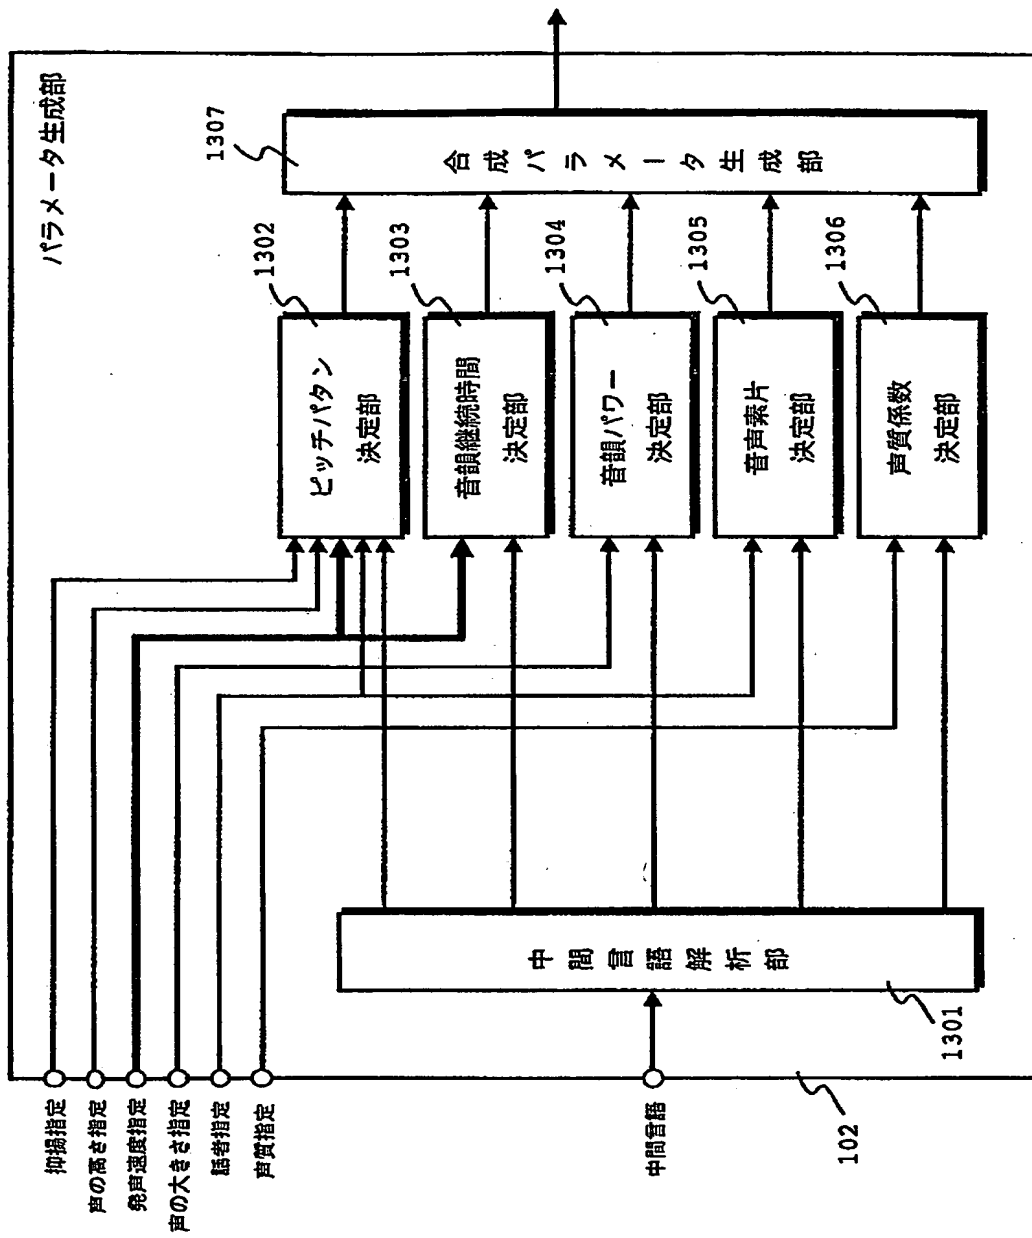 パラメータ生成部
抑揚指定
声の高さ指定
発声速度指定
声の大きさ指定
話者指定
声質指定
中間言語
102
中間言語解析部
1301
ピッチパタン
決定部
1302
音韻継続時間
決定部
1303
音韻パワー
決定部
1304
音声素片
決定部
1305
声質係数
決定部
1306
合成パラメータ生成部
1307